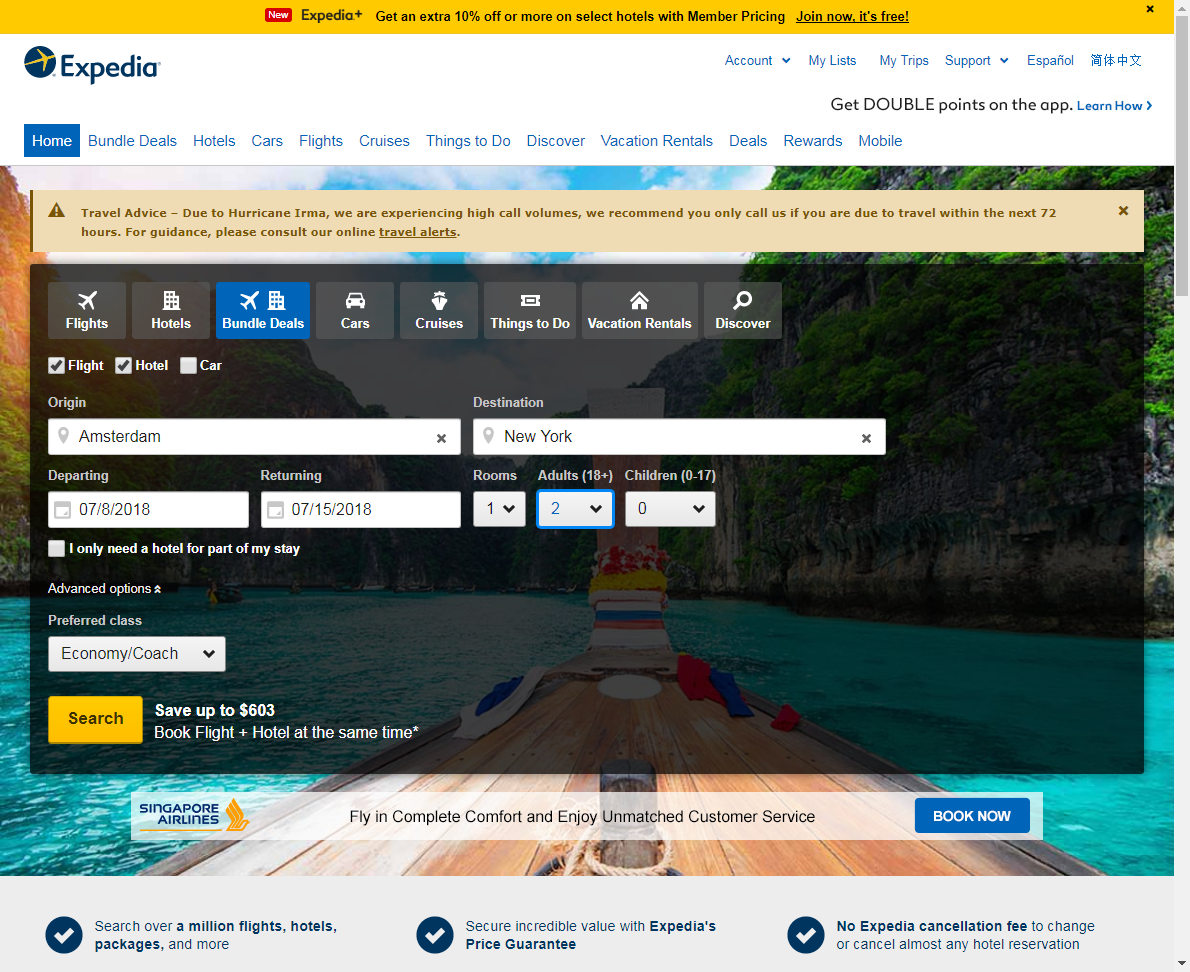 New Expedia+ Get an extra 10% off or more on select hotels with Member Pricing Join now, it's free!
Expedia
Account My Lists My Trips Support Español 简体中文
Get DOUBLE points on the app. Learn How
Home Bundle Deals Hotels Cars Flights Cruises Things to Do Discover Vacation Rentals Deals Rewards Mobile
Travel Advice – Due to Hurricane Irma, we are experiencing high call volumes, we recommend you only call us if you are due to travel within the next 72
hours. For guidance, please consult our online travel alerts.
Flights Hotels Bundle Deals Cars Cruises Things to Do Vacation Rentals Discover
Flight Hotel Car
Origin Destination
Amsterdam New York
Departing Returning Rooms Adults (18+) Children (0-17)
07/8/2018 07/15/2018 1 2 0
I only need a hotel for part of my stay
Advanced options
Preferred class
Economy/Coach
Search
Save up to $603
Book Flight + Hotel at the same time*
SINGAPORE
AIRLINES
Fly in Complete Comfort and Enjoy Unmatched Customer Service
BOOK NOW
Search over a million flights, hotels,
packages, and more
Secure incredible value with Expedia's
Price Guarantee
No Expedia cancellation fee to change
or cancel almost any hotel reservation